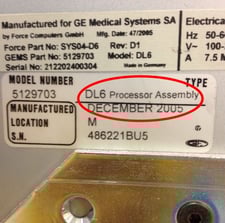 Manufactured for GE Medical Systems SA
by Force Computers GmbH Mfg. Date: 47/2005
Force Part No: SYS04-D6 Rev: D1
GEMS Part No: 5129703 Model: DL6
Serial No: 212202400304
Made in Germany
Electrica
Hz 50-6
V~ 100-
A 7.5 M
MODEL NUMBER TYPE
5129703 DL6 Processor Assembly
MANUFACTURED DECEMBER 2005
LOCATION M
S.N. 486221BU5